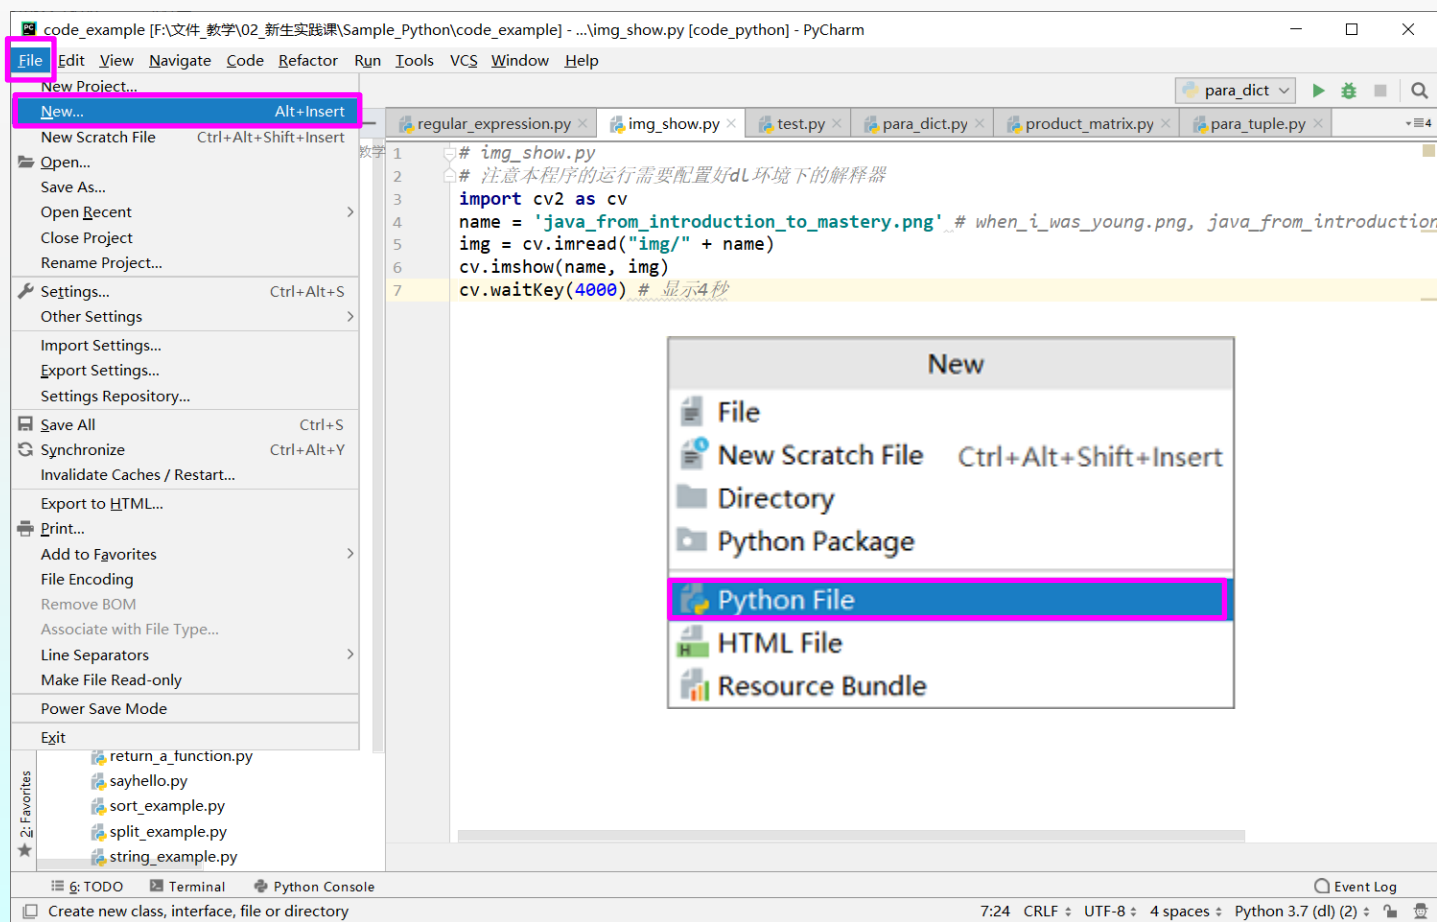 code_example [F:\文件_教学\02_新生实践课\Sample_Python\code_example] - ...\img_show.py [code_python] - PyCharm
File Edit View Navigate Code Refactor Run Tools VCS Window Help
New Project...
para_dict
New... Alt+Insert
regular_expression.py img_show.py test.py para_dict.py product_matrix.py para_tuple.py 4
New Scratch File Ctrl+Alt+Shift+Insert
教学
Open...
Save As...
Open Recent
Close Project
Rename Project...
Settings... Ctrl+Alt+S
Other Settings
Import Settings...
Export Settings...
Settings Repository...
Save All Ctrl+S
Synchronize Ctrl+Alt+Y
Invalidate Caches / Restart...
Export to HTML...
Print...
Add to Favorites
File Encoding
Remove BOM
Associate with File Type...
Line Separators
Make File Read-only
Power Save Mode
Exit
return_a_function.py
sayhello.py
sort_example.py
split_example.py
string_example.py
2: Favorites
1 # img_show.py
2 # 注意本程序的运行需要配置好dl环境下的解释器
3 import cv2 as cv
4 name = 'java_from_introduction_to_mastery.png' # when_i_was_young.png, java_from_introduction
5 img = cv.imread("img/" + name)
6 cv.imshow(name, img)
7 cv.waitKey(4000) # 显示4秒
New
File
New Scratch File Ctrl+Alt+Shift+Insert
Directory
Python Package
Python File
HTML File
Resource Bundle
6: TODO Terminal Python Console Event Log
Create new class, interface, file or directory 7:24 CRLF UTF-8 4 spaces Python 3.7 (dl) (2)